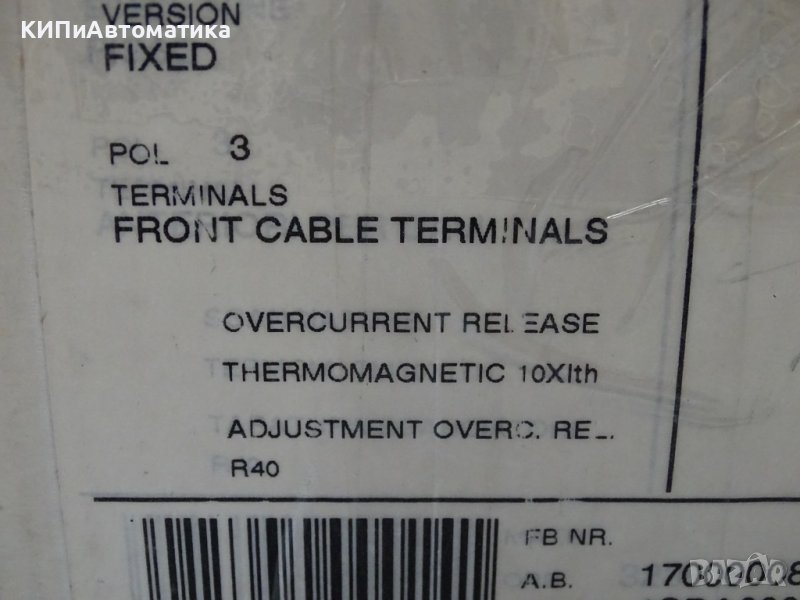 VERSION
КИПиАвтоматика
FIXED
POL 3
TERMINALS
FRONT CABLE TERMINALS
OVERCURRENT RELEASE
THERMOMAGNETIC 10XIth
ADJUSTMENT OVERC. REL.
R40
FB NR.
A.B.